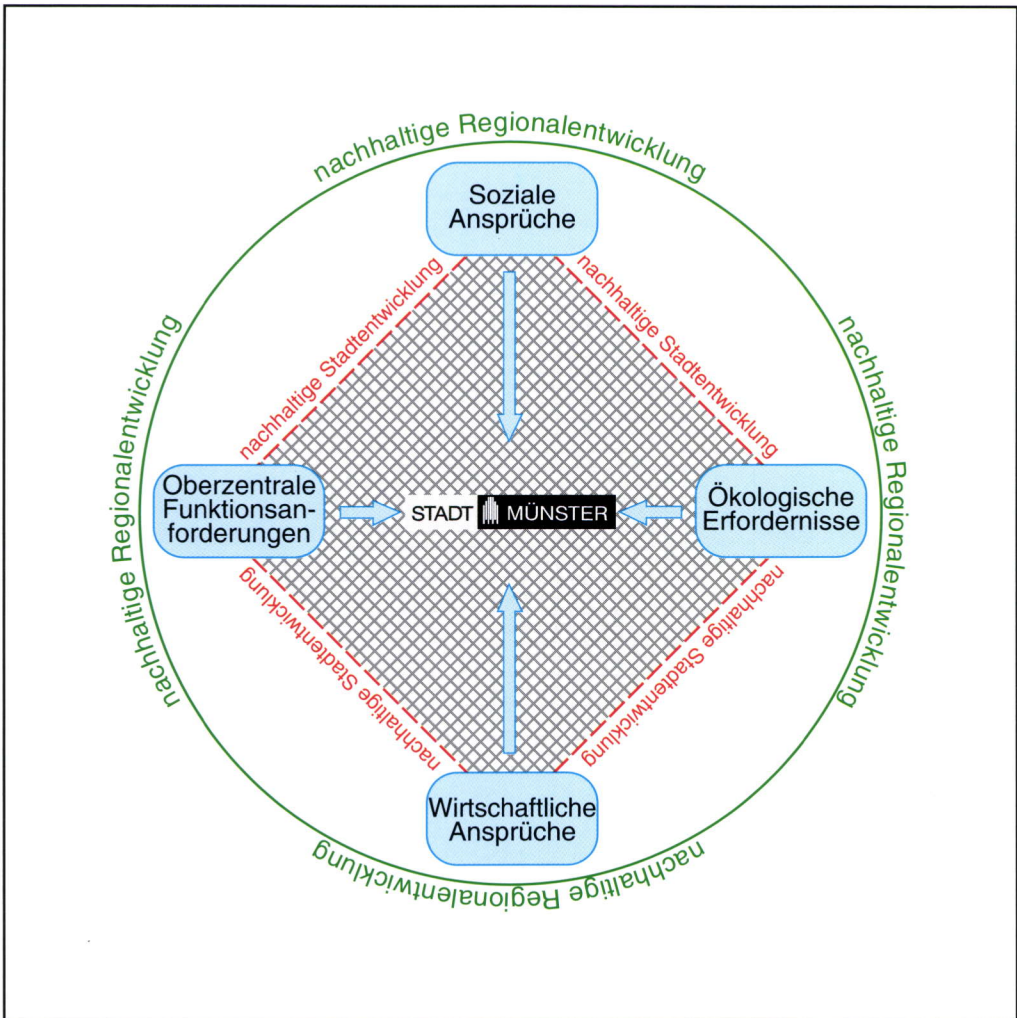 nachhaltige Regionalentwicklung
Soziale
Ansprüche
nachhaltige Stadtentwicklung
nachhaltige Stadtentwicklung
nachhaltige Regionalentwicklung
nachhaltige Regionalentwicklung
Oberzentrale
Funktionsan-
forderungen
STADT MÜNSTER
Ökologische
Erfordernisse
nachhaltige Stadtentwicklung
nachhaltige Stadtentwicklung
Wirtschaftliche
Ansprüche
nachhaltige Regionalentwicklung